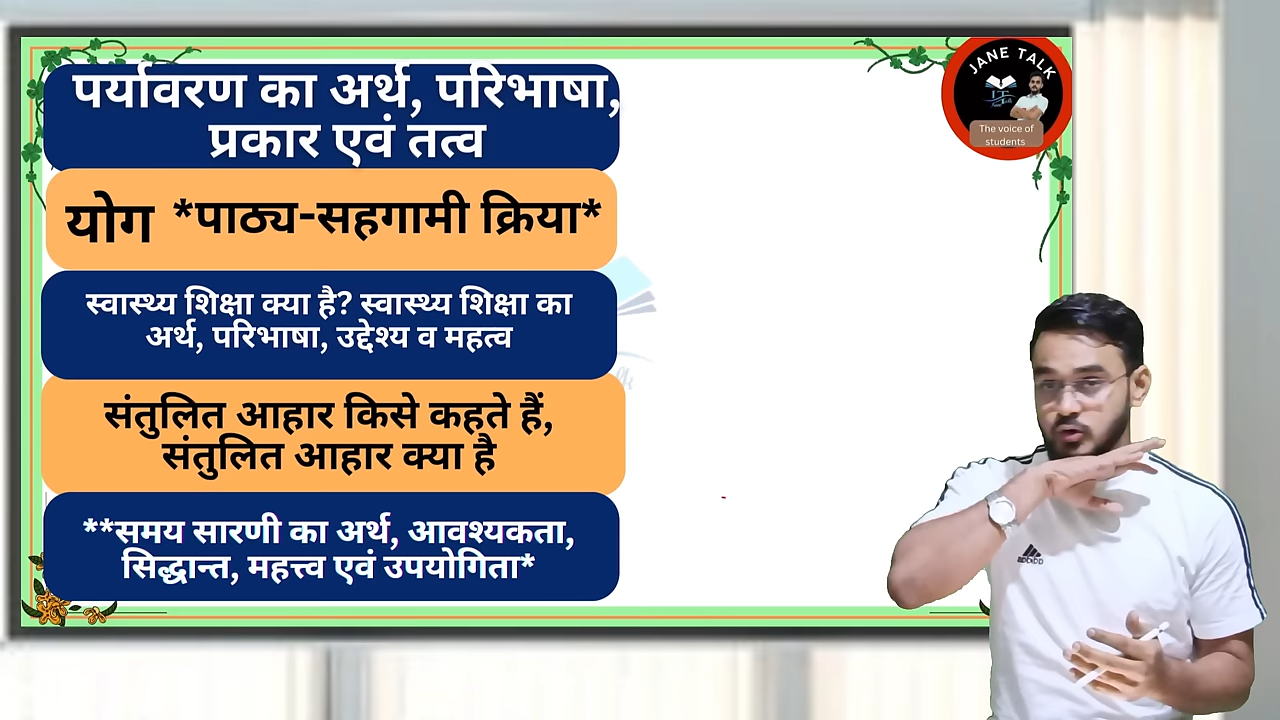 पर्यावरण का अर्थ, परिभाषा,
प्रकार एवं तत्व
योग *पाठ्य-सहगामी क्रिया*
स्वास्थ्य शिक्षा क्या है? स्वास्थ्य शिक्षा का
अर्थ, परिभाषा, उद्देश्य व महत्व
संतुलित आहार किसे कहते हैं,
संतुलित आहार क्या है
**समय सारणी का अर्थ, आवश्यकता,
सिद्धान्त, महत्त्व एवं उपयोगिता*
JANE TALK
The voice of
students